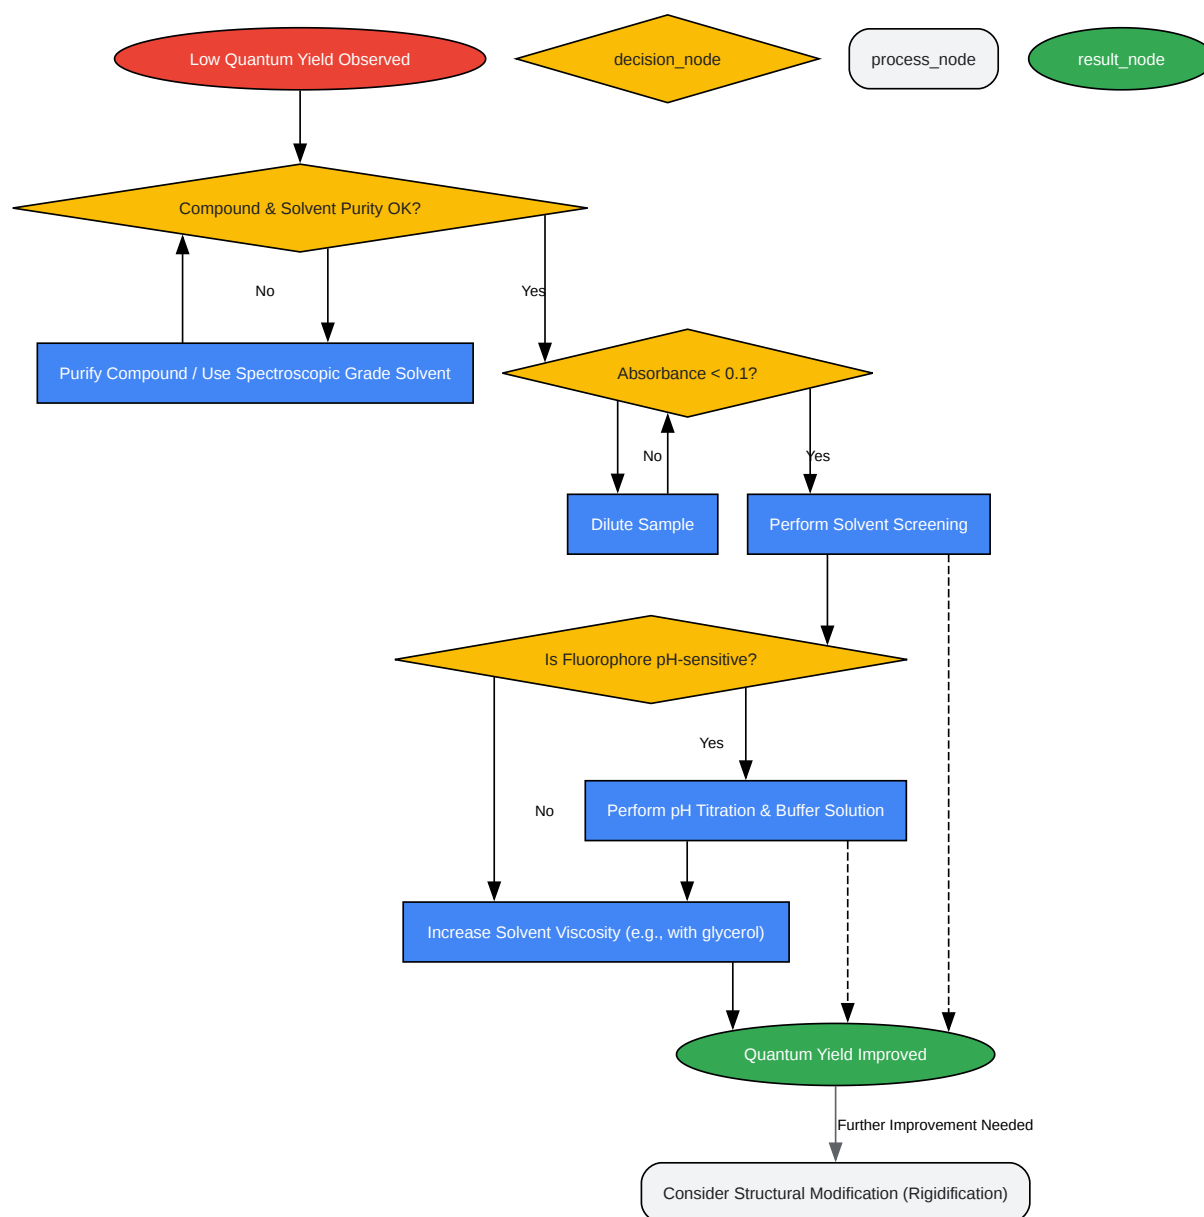 Low Quantum Yield Observed
decision_node
process_node
result_node
Compound & Solvent Purity OK?
No
Yes
Purify Compound / Use Spectroscopic Grade Solvent
Absorbance < 0.1?
No
Yes
Dilute Sample
Perform Solvent Screening
Is Fluorophore pH-sensitive?
Yes
No
Perform pH Titration & Buffer Solution
Increase Solvent Viscosity (e.g., with glycerol)
Quantum Yield Improved
Further Improvement Needed
Consider Structural Modification (Rigidification)